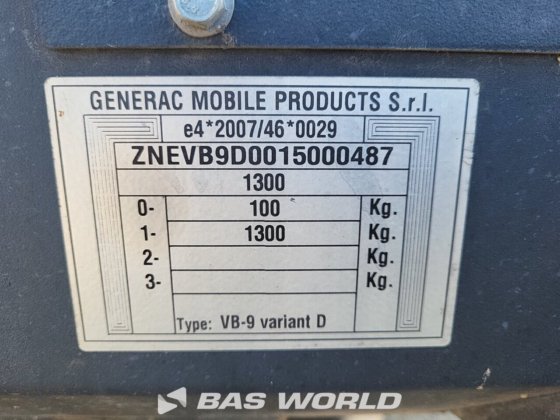 GENERAC MOBILE PRODUCTS S.r.l.
e4*2007/46*0029
ZNEVB9D0015000487
1300
0- 100 Kg.
1- 1300 Kg.
2- Kg.
3- Kg.
Type: VB-9 variant D
BAS WORLD